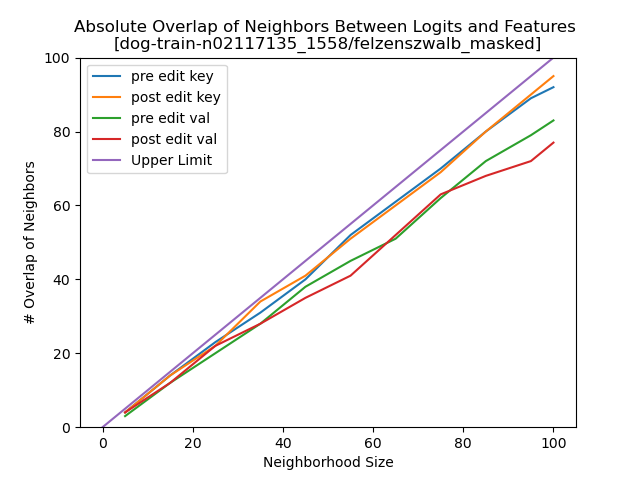 Absolute Overlap of Neighbors Between Logits and Features
[dog-train-n02117135_1558/felzenszwalb_masked]
pre edit key
post edit key
pre edit val
post edit val
Upper Limit
# Overlap of Neighbors
100
80
60
40
20
0
0 20 40 60 80 100
Neighborhood Size